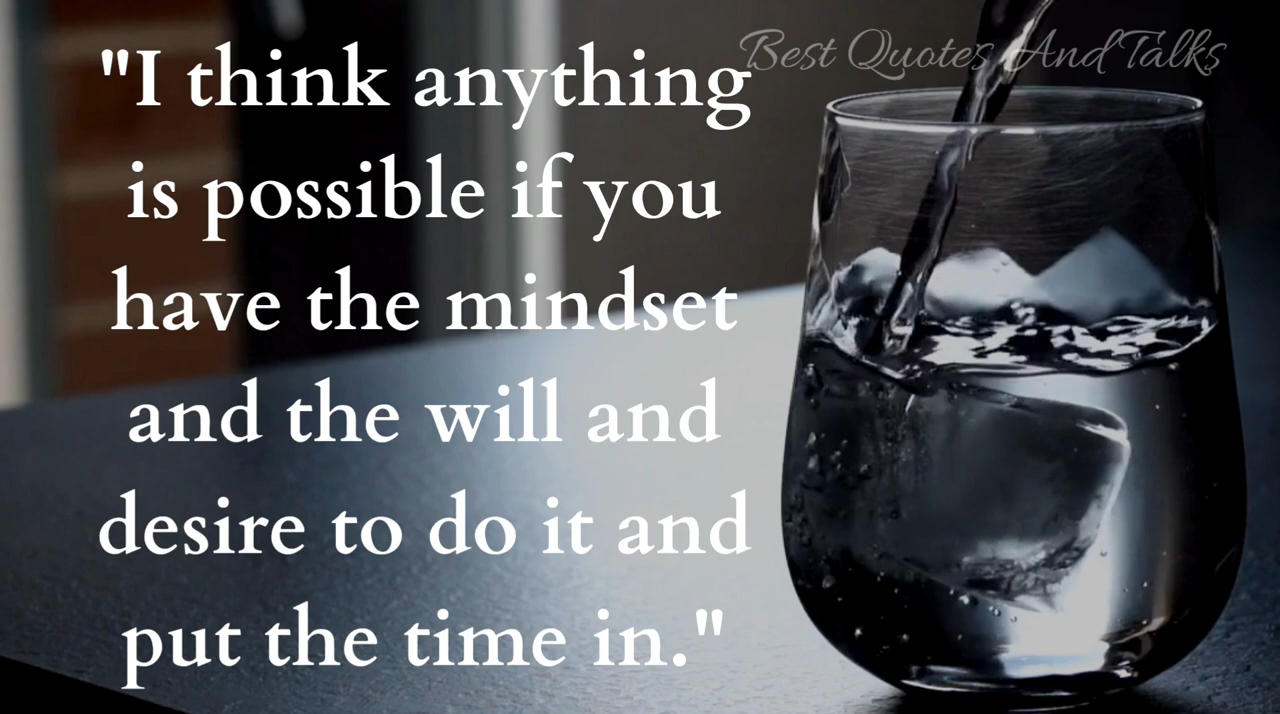 Best Quotes And Talks
"I think anything
is possible if you
have the mindset
and the will and
desire to do it and
put the time in."